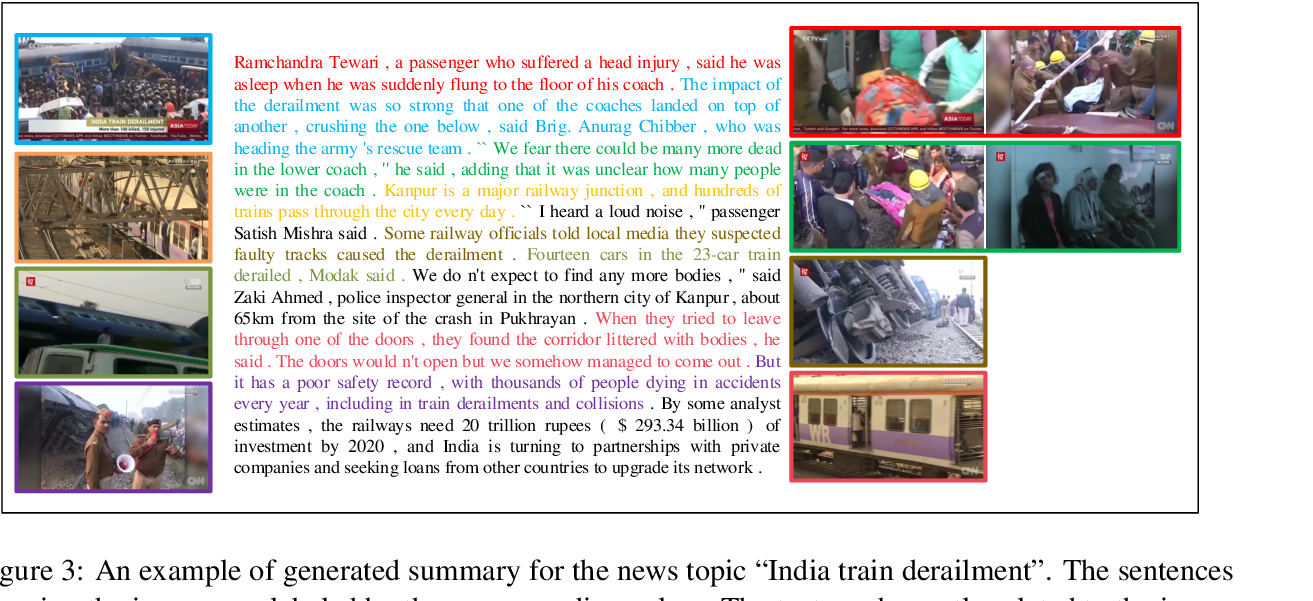 INDIA TRAIN DERAILMENT
More than 100 killed, 150 injured
ASIA TODAY
Ramchandra Tewari , a passenger who suffered a head injury , said he was
asleep when he was suddenly flung to the floor of his coach . The impact of
the derailment was so strong that one of the coaches landed on top of
another , crushing the one below , said Brig. Anurag Chibber , who was
heading the army 's rescue team . `` We fear there could be many more dead
in the lower coach , '' he said , adding that it was unclear how many people
were in the coach . Kanpur is a major railway junction , and hundreds of
trains pass through the city every day . `` I heard a loud noise , '' passenger
Satish Mishra said . Some railway officials told local media they suspected
faulty tracks caused the derailment . Fourteen cars in the 23-car train
derailed , Modak said . We do n't expect to find any more bodies , '' said
Zaki Ahmed , police inspector general in the northern city of Kanpur , about
65km from the site of the crash in Pukhrayan . When they tried to leave
through one of the doors , they found the corridor littered with bodies , he
said . The doors would n't open but we somehow managed to come out . But
it has a poor safety record , with thousands of people dying in accidents
every year , including in train derailments and collisions . By some analyst
estimates , the railways need 20 trillion rupees ( $ 293.34 billion ) of
investment by 2020 , and India is turning to partnerships with private
companies and seeking loans from other countries to upgrade its network .
CNN
ASIA TODAY
CNN
WR
CNN
gure 3: An example of generated summary for the news topic “India train derailment”. The sentences